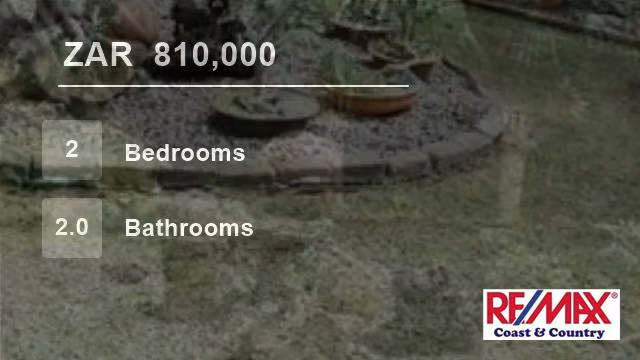 ZAR 810,000
2 Bedrooms
2.0 Bathrooms
RE/MAX®
Coast & Country